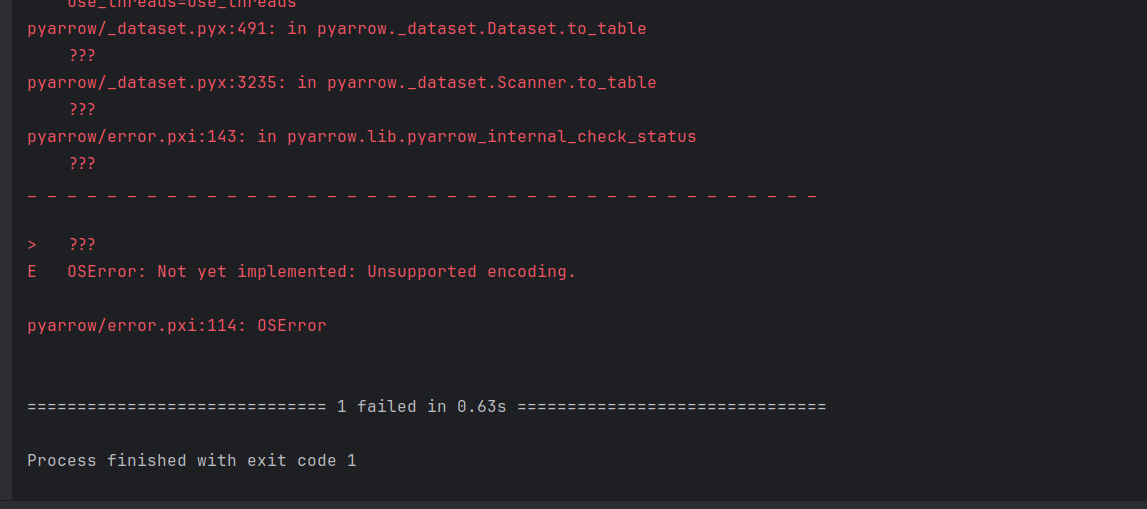 use_threads=use_threads
pyarrow/_dataset.pyx:491: in pyarrow._dataset.Dataset.to_table
    ???
pyarrow/_dataset.pyx:3235: in pyarrow._dataset.Scanner.to_table
    ???
pyarrow/error.pxi:143: in pyarrow.lib.pyarrow_internal_check_status
    ???
_ _ _ _ _ _ _ _ _ _ _ _ _ _ _ _ _ _ _ _ _ _ _ _ _ _ _ _ _ _ _ _ _ _ _ _ _ _ _ _
>   ???
E   OSError: Not yet implemented: Unsupported encoding.
pyarrow/error.pxi:114: OSError
============================== 1 failed in 0.63s ===============================
Process finished with exit code 1